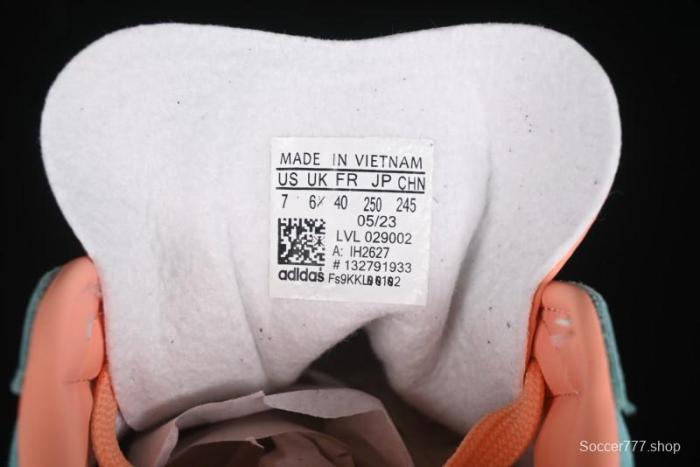 MADE IN VIETNAM
US UK FR JP CHN
7 6½ 40 250 245
05/23
LVL 029002
A: IH2627
# 132791933
adidas
Soccer777.shop